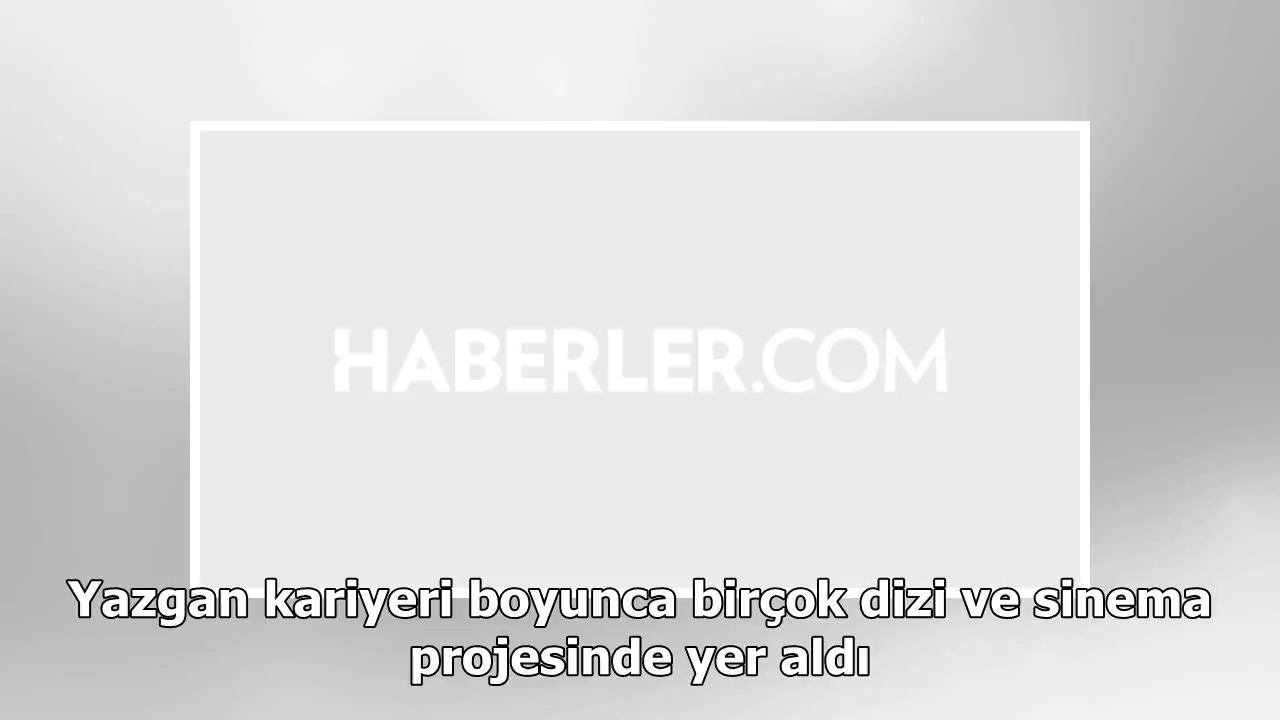 HABERLER.COM
Yazgan kariyeri boyunca birçok dizi ve sinema
projesinde yer aldı